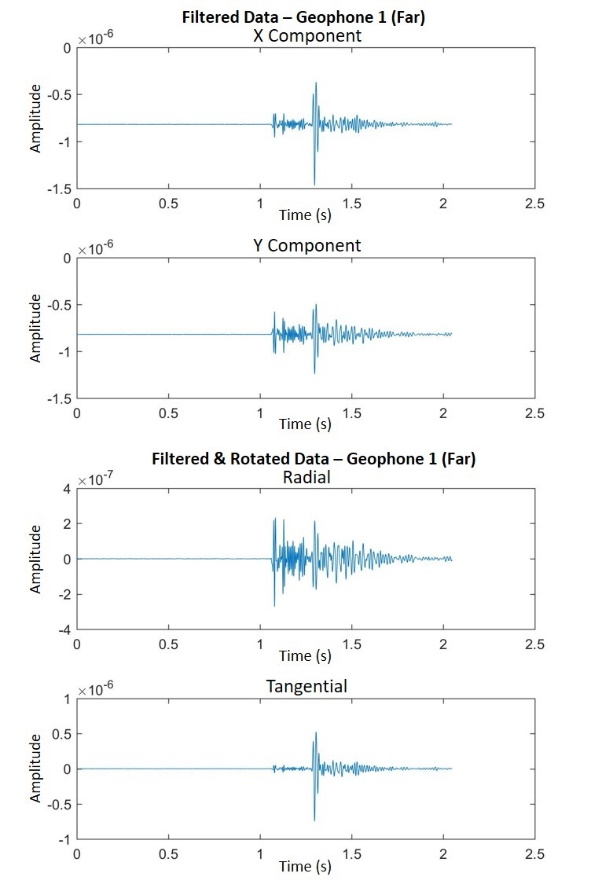 Filtered Data – Geophone 1 (Far)
X Component
×10-6
0
-0.5
-1
-1.5
Amplitude
0 0.5 1 1.5 2 2.5
Time (s)
Y Component
×10-6
0
-0.5
-1
-1.5
Amplitude
0 0.5 1 1.5 2 2.5
Time (s)
Filtered & Rotated Data – Geophone 1 (Far)
Radial
×10-7
4
2
0
-2
-4
Amplitude
0 0.5 1 1.5 2 2.5
Time (s)
Tangential
×10-6
1
0.5
0
-0.5
-1
Amplitude
0 0.5 1 1.5 2 2.5
Time (s)